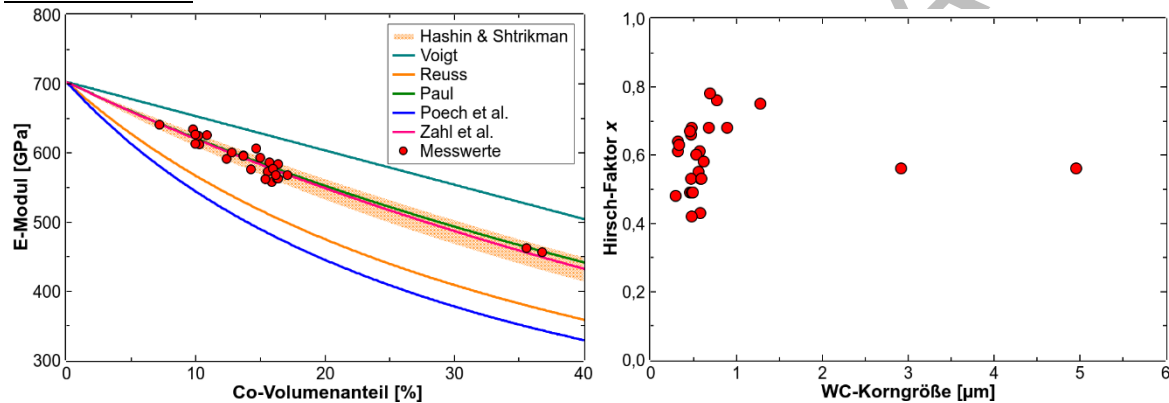 800
700
600
500
400
300
E-Modul [GPa]
Hashin & Shtrikman
Voigt
Reuss
Paul
Poech et al.
Zahl et al.
Messwerte
0 10 20 30 40
Co-Volumenanteil [%]
1,0
0,8
0,6
0,4
0,2
0,0
Hirsch-Faktor x
0 1 2 3 4 5 6
WC-Korngröße [µm]